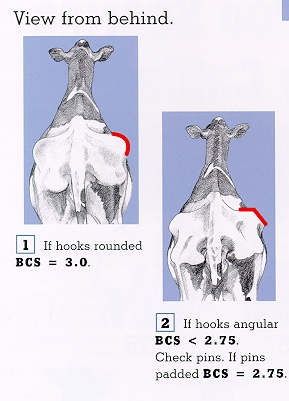 View from behind.
1 If hooks rounded
BCS = 3.0.
2 If hooks angular
BCS < 2.75.
Check pins. If pins
padded BCS = 2.75.